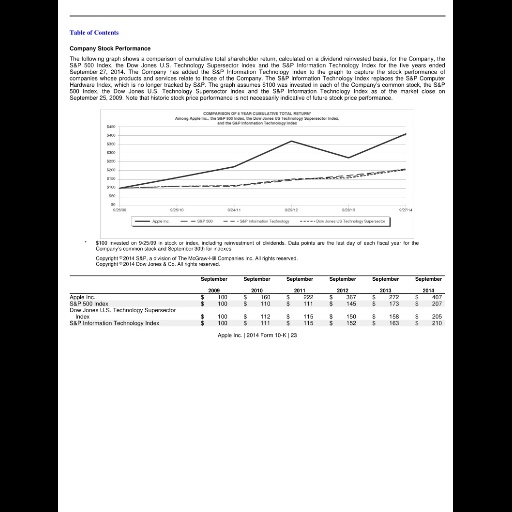 Table of Contents
Company Stock Performance
The following graph shows a comparison of cumulative total shareholder return, calculated on a dividend reinvested basis, for the Company, the
S&P 500 Index, the Dow Jones U.S. Technology Supersector Index and the S&P Information Technology Index for the five years ended
September 27, 2014. The Company has added the S&P Information Technology Index to the graph to capture the stock performance of
companies whose products and services relate to those of the Company. The S&P Information Technology Index replaces the S&P Computer
Hardware Index, which is no longer tracked by S&P. The graph assumes $100 was invested in each of the Company's common stock, the S&P
500 Index, the Dow Jones U.S. Technology Supersector Index and the S&P Information Technology Index as of the market close on
September 25, 2009. Note that historic stock price performance is not necessarily indicative of future stock price performance.
COMPARISON OF 5 YEAR CUMULATIVE TOTAL RETURN*
Among Apple Inc., the S&P 500 Index, the Dow Jones US Technology Supersector Index,
and the S&P Information Technology Index
$450
$400
$350
$300
$250
$200
$150
$100
$50
$0
9/25/09 9/25/10 9/24/11 9/29/12 9/28/13 9/27/14
Apple Inc. S&P 500 S&P Information Technology Dow Jones US Technology Supersector
* $100 invested on 9/25/09 in stock or index, including reinvestment of dividends. Data points are the last day of each fiscal year for the
Company's common stock and September 30th for indexes.
Copyright© 2014 S&P, a division of The McGraw-Hill Companies Inc. All rights reserved.
Copyright© 2014 Dow Jones & Co. All rights reserved.
September September September September September September
2009 2010 2011 2012 2013 2014
Apple Inc. $ 100 $ 160 $ 222 $ 367 $ 272 $ 407
S&P 500 Index $ 100 $ 110 $ 111 $ 145 $ 173 $ 207
Dow Jones U.S. Technology Supersector
Index $ 100 $ 112 $ 115 $ 150 $ 158 $ 205
S&P Information Technology Index $ 100 $ 111 $ 115 $ 152 $ 163 $ 210
Apple Inc. | 2014 Form 10-K | 23